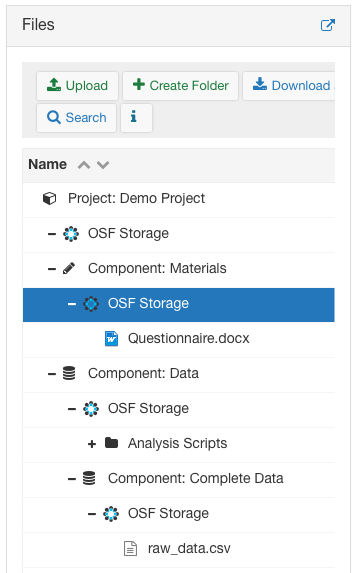 Files
Upload Create Folder Download
Search i
Name
Project: Demo Project
OSF Storage
Component: Materials
OSF Storage
Questionnaire.docx
Component: Data
OSF Storage
Analysis Scripts
Component: Complete Data
OSF Storage
raw_data.csv